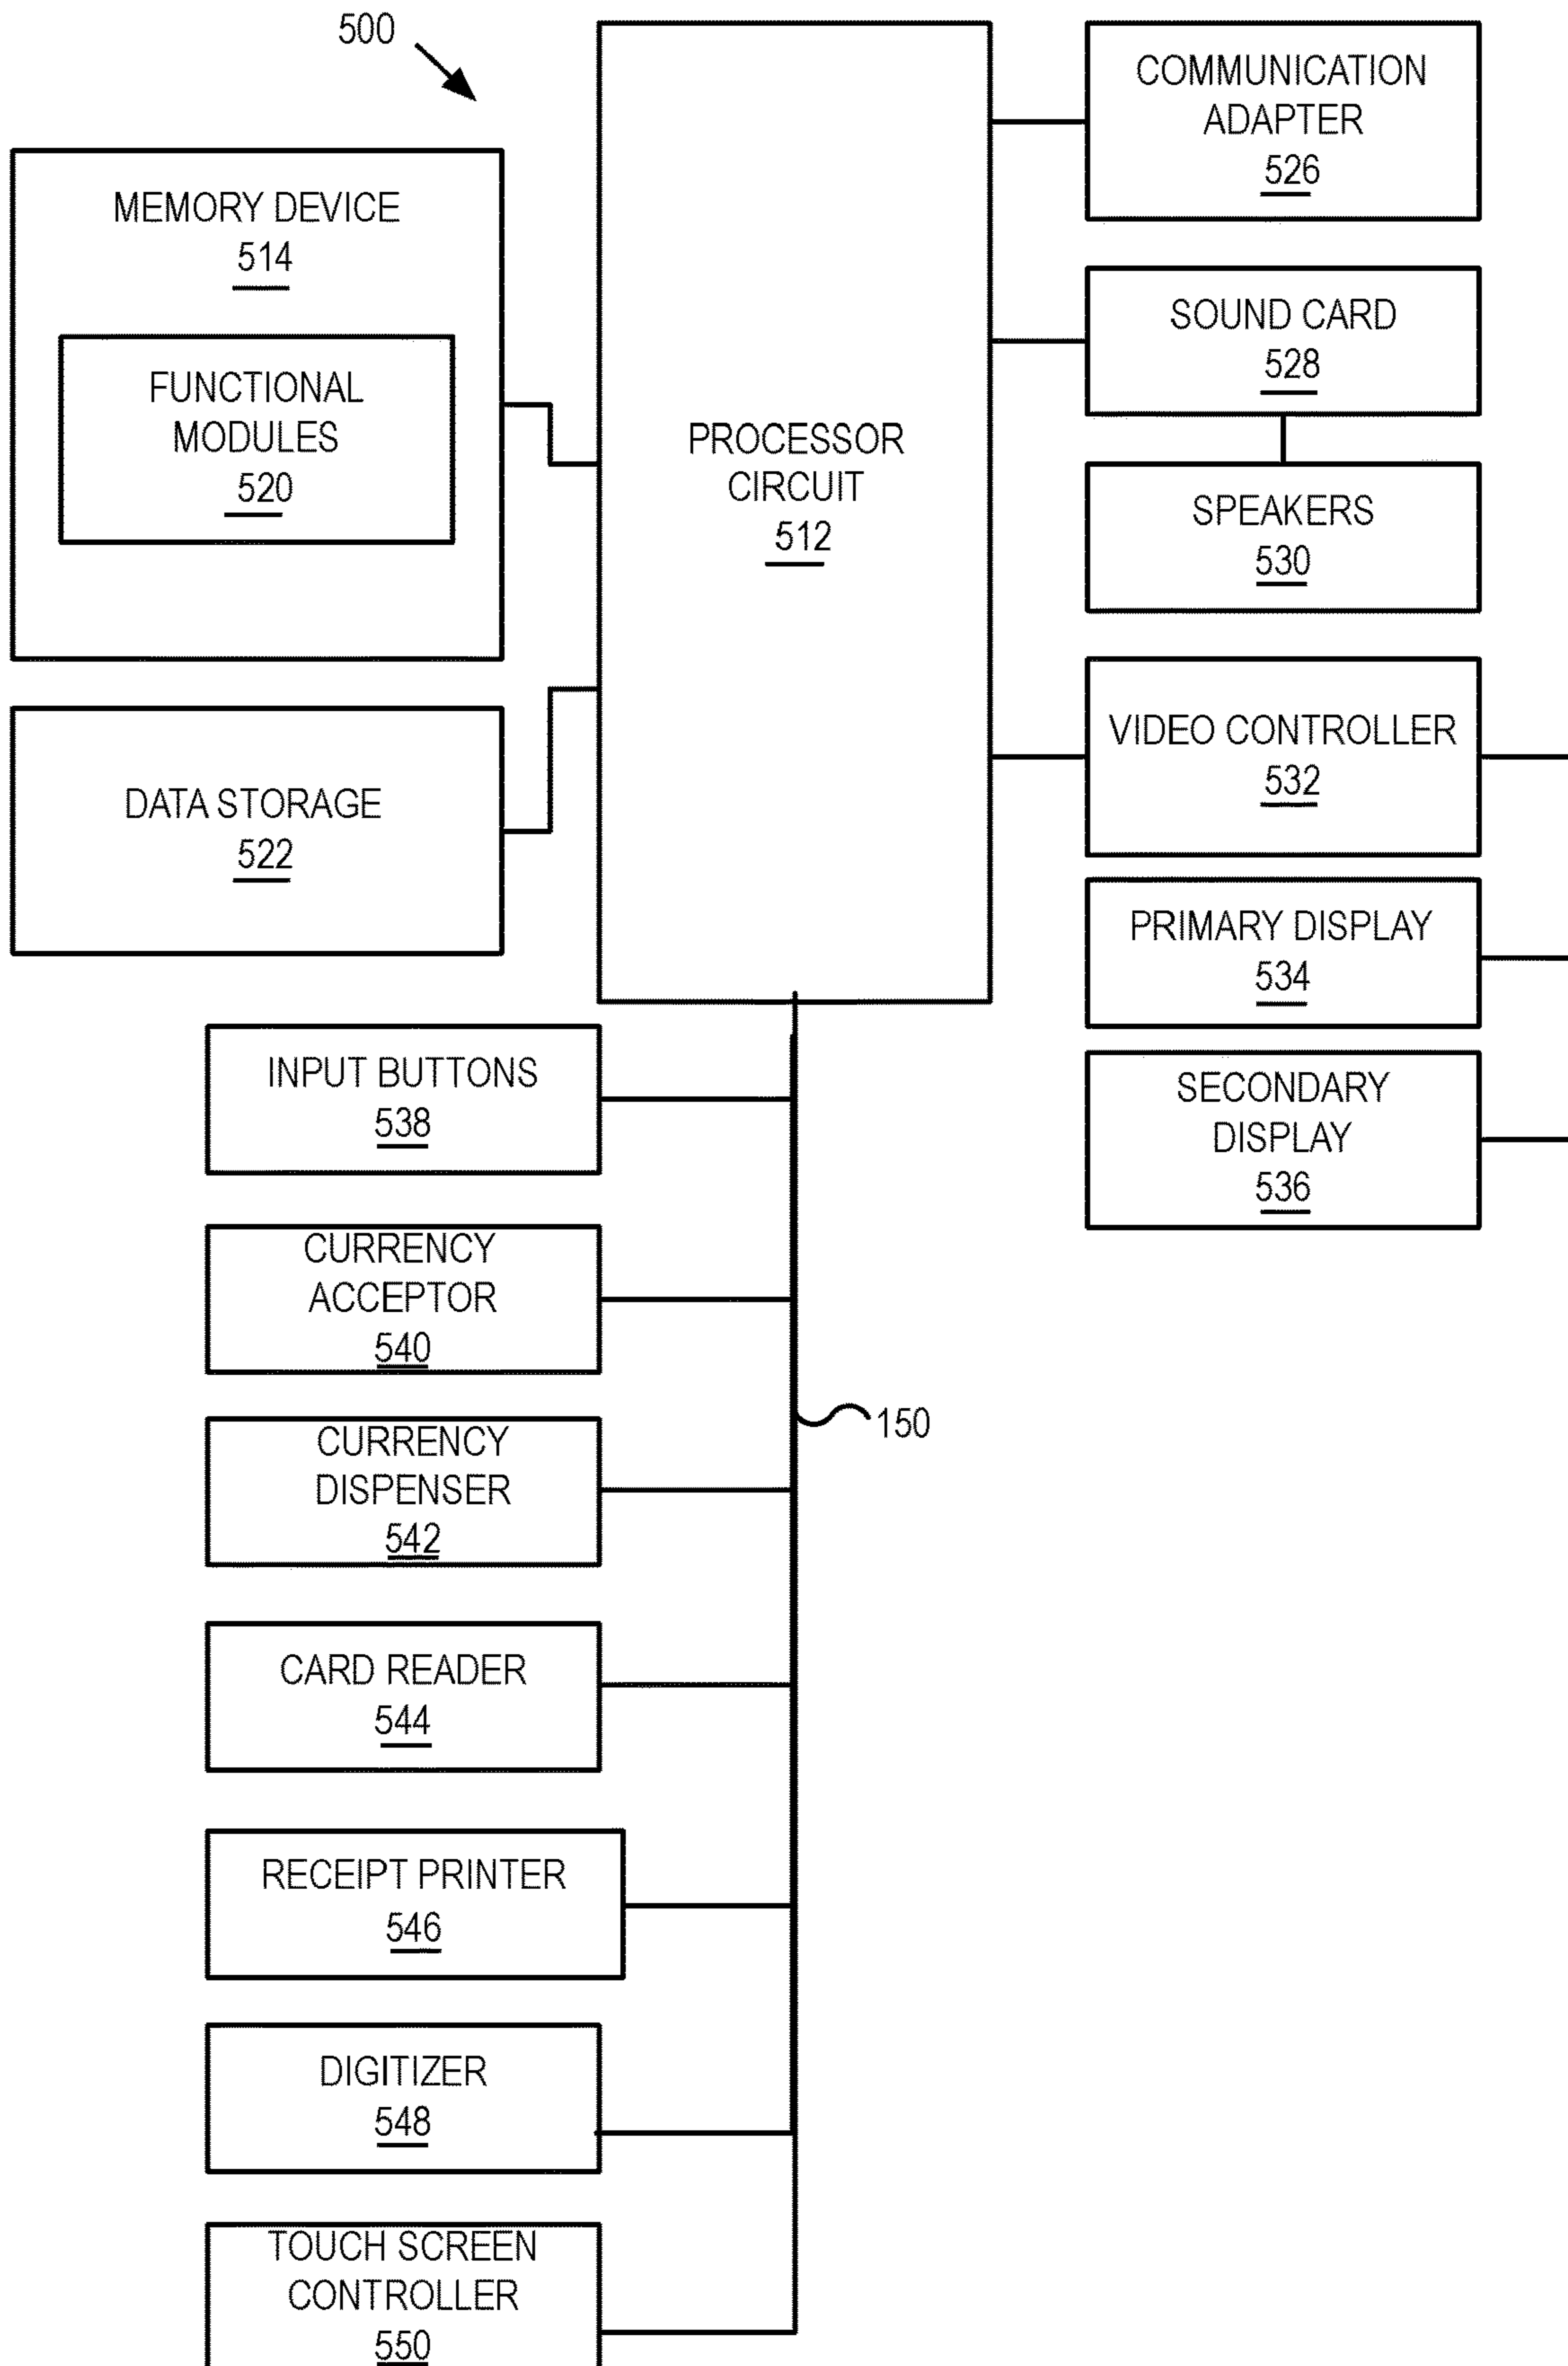 500
MEMORY DEVICE
514
FUNCTIONAL
MODULES
520
DATA STORAGE
522
PROCESSOR
CIRCUIT
512
COMMUNICATION
ADAPTER
526
SOUND CARD
528
SPEAKERS
530
VIDEO CONTROLLER
532
PRIMARY DISPLAY
534
SECONDARY
DISPLAY
536
INPUT BUTTONS
538
CURRENCY
ACCEPTOR
540
150
CURRENCY
DISPENSER
542
CARD READER
544
RECEIPT PRINTER
546
DIGITIZER
548
TOUCH SCREEN
CONTROLLER
550